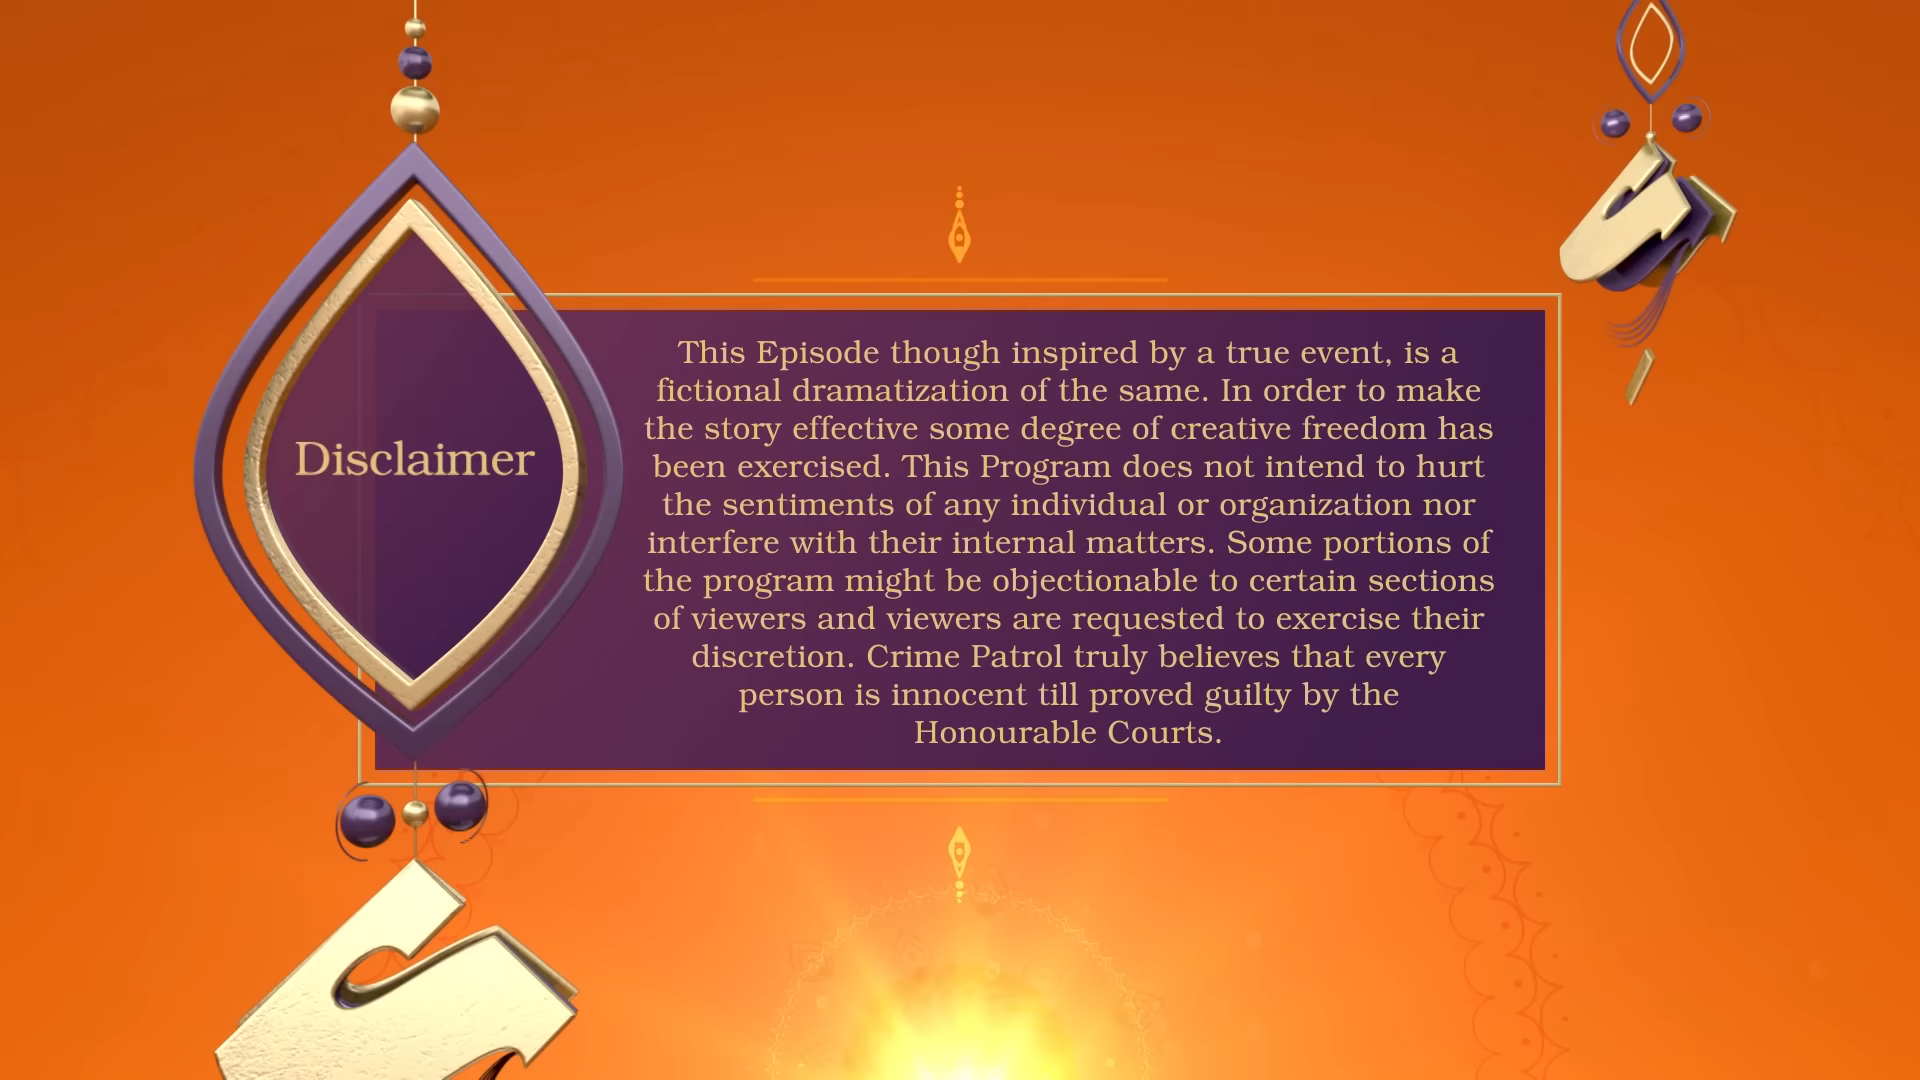 Disclaimer
This Episode though inspired by a true event, is a
fictional dramatization of the same. In order to make
the story effective some degree of creative freedom has
been exercised. This Program does not intend to hurt
the sentiments of any individual or organization nor
interfere with their internal matters. Some portions of
the program might be objectionable to certain sections
of viewers and viewers are requested to exercise their
discretion. Crime Patrol truly believes that every
person is innocent till proved guilty by the
Honourable Courts.